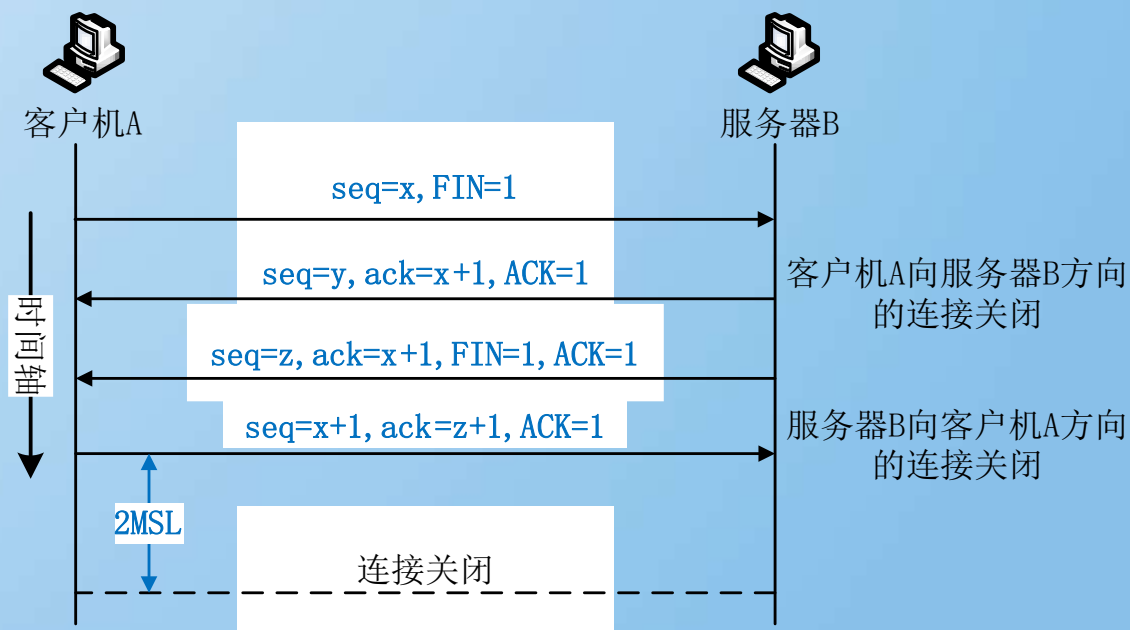 客户机A
服务器B
seq=x,FIN=1
seq=y,ack=x+1,ACK=1
客户机A向服务器B方向
的连接关闭
时间轴
seq=z,ack=x+1,FIN=1,ACK=1
seq=x+1,ack=z+1,ACK=1
服务器B向客户机A方向
的连接关闭
2MSL
连接关闭